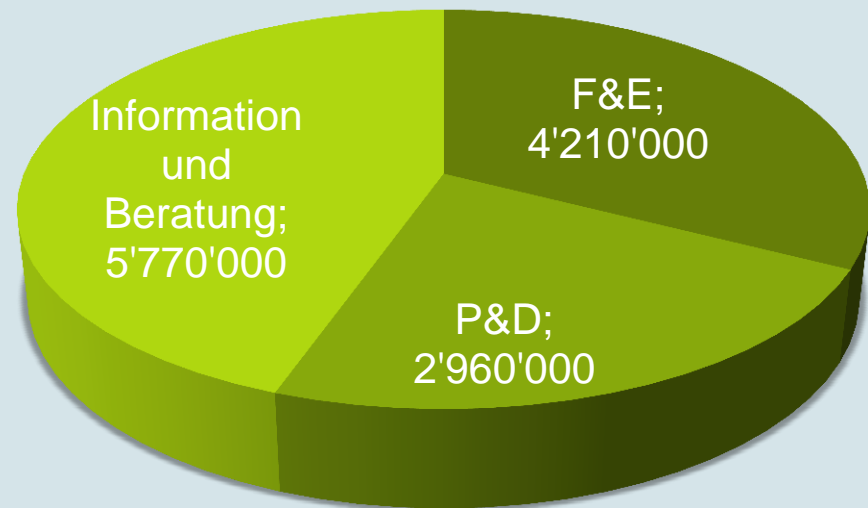 F&E;
4'210'000
P&D;
2'960'000
Information
und
Beratung;
5'770'000